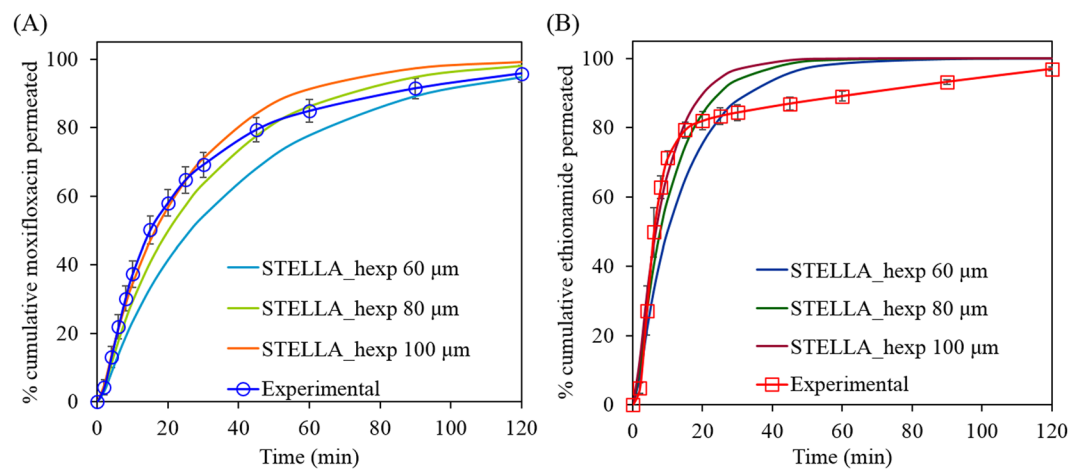 (A)
% cumulative moxifloxacin permeated
100
80
60
40
20
0
STELLA_hexp 60 µm
STELLA_hexp 80 µm
STELLA_hexp 100 µm
Experimental
0 20 40 60 80 100 120
Time (min)
(B)
% cumulative ethionamide permeated
100
80
60
40
20
0
STELLA_hexp 60 µm
STELLA_hexp 80 µm
STELLA_hexp 100 µm
Experimental
0 20 40 60 80 100 120
Time (min)